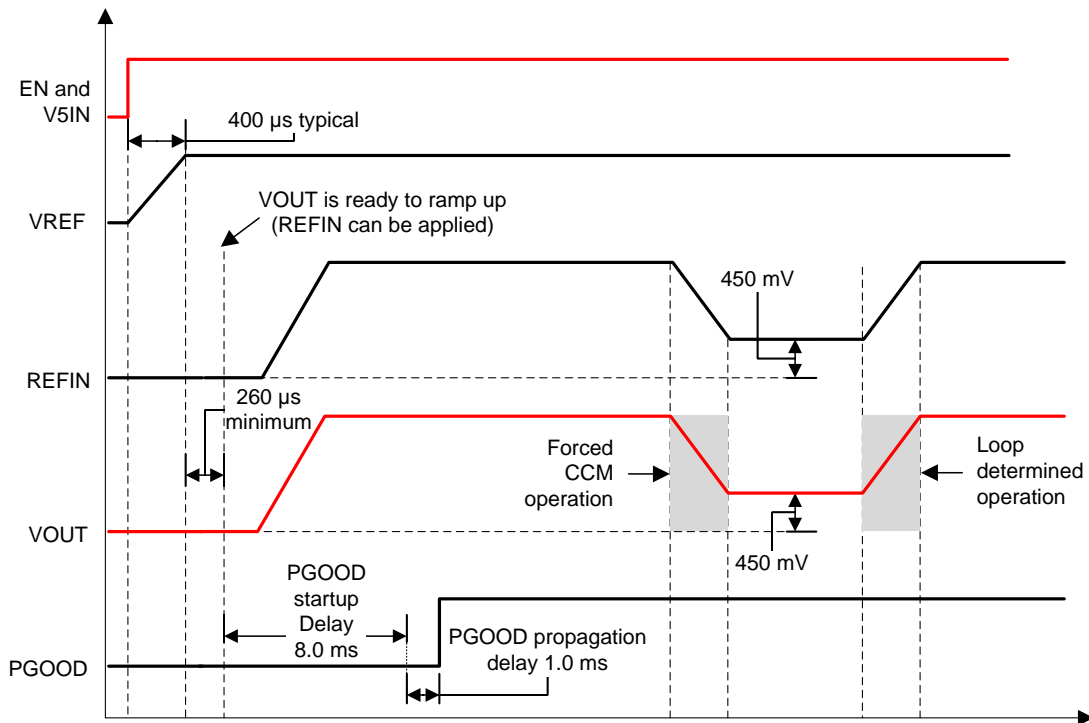 EN and
V5IN
400 µs typical
VOUT is ready to ramp up
(REFIN can be applied)
VREF
450 mV
REFIN
260 µs
minimum
Forced
CCM
operation
Loop
determined
operation
VOUT
450 mV
PGOOD
startup
Delay
8.0 ms
PGOOD propagation
delay 1.0 ms
PGOOD